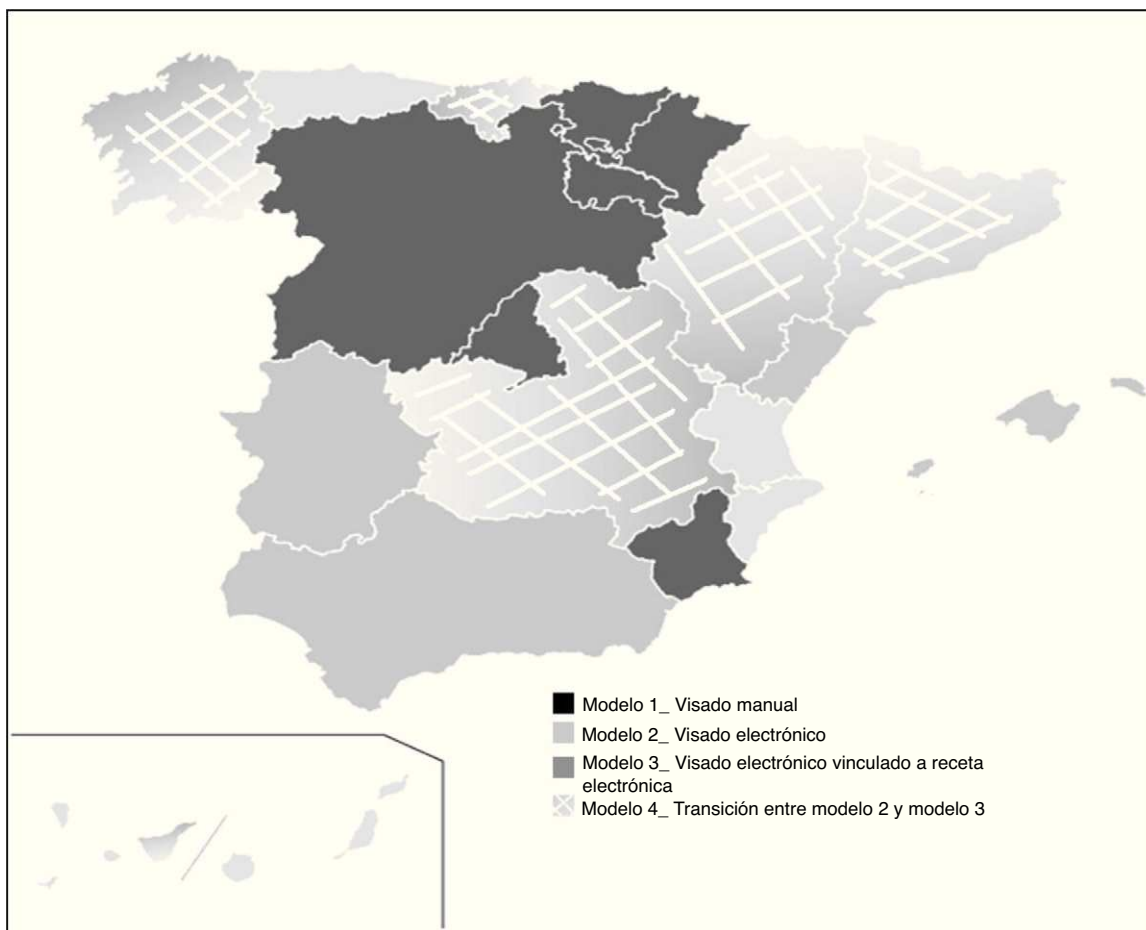 Modelo 1_ Visado manual
Modelo 2_ Visado electrónico
Modelo 3_ Visado electrónico vinculado a receta
electrónica
Modelo 4_ Transición entre modelo 2 y modelo 3